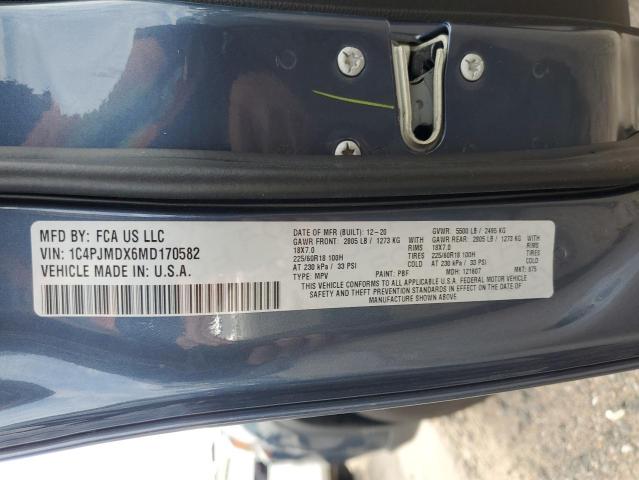 MFD BY: FCA US LLC
VIN: 1C4PJMDX6MD170582
VEHICLE MADE IN U.S.A.
DATE OF MFR (BUILT): 12-20 GVWR: 5500 LB / 2495 KG
GAWR FRONT: 2805 LB / 1273 KG WITH GAWR REAR: 2805 LB / 1273 KG WITH
18X7.0 RIMS 18X7.0 RIMS
225/60R18 100H TIRES 225/60R18 100H TIRES
AT 230 kPa / 33 PSI AT 230 kPa / 33 PSI
TYPE: MPV PAINT: PBF MDH: 121607 MKT: 875
THIS VEHICLE CONFORMS TO ALL APPLICABLE U.S.A. FEDERAL MOTOR VEHICLE
SAFETY AND THEFT PREVENTION STANDARDS IN EFFECT ON THE DATE OF
MANUFACTURE SHOWN ABOVE.